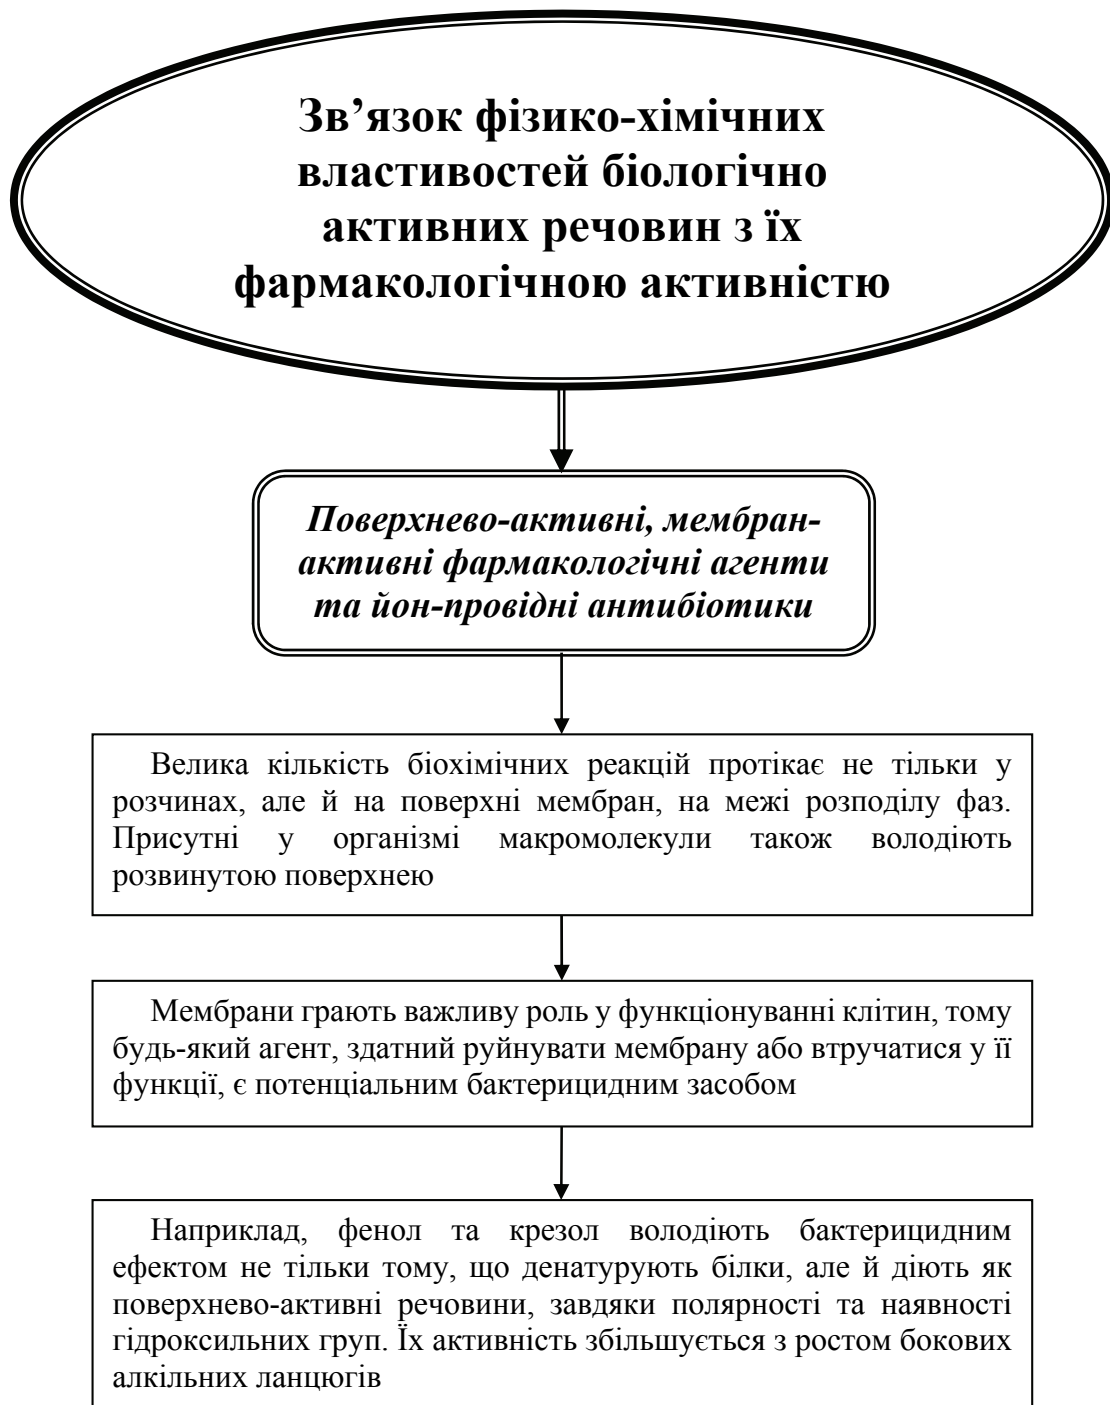 Зв’язок фізико-хімічних
властивостей біологічно
активних речовин з їх
фармакологічною активністю
Поверхнево-активні, мембран-
активні фармакологічні агенти
та йон-провідні антибіотики
Велика кількість біохімічних реакцій протікає не тільки у
розчинах, але й на поверхні мембран, на межі розподілу фаз.
Присутні у організмі макромолекули також володіють
розвинутою поверхнею
Мембрани грають важливу роль у функціонуванні клітин, тому
будь-який агент, здатний руйнувати мембрану або втручатися у її
функції, є потенціальним бактерицидним засобом
Наприклад, фенол та крезол володіють бактерицидним
ефектом не тільки тому, що денатурують білки, але й діють як
поверхнево-активні речовини, завдяки полярності та наявності
гідроксильних груп. Їх активність збільшується з ростом бокових
алкільних ланцюгів